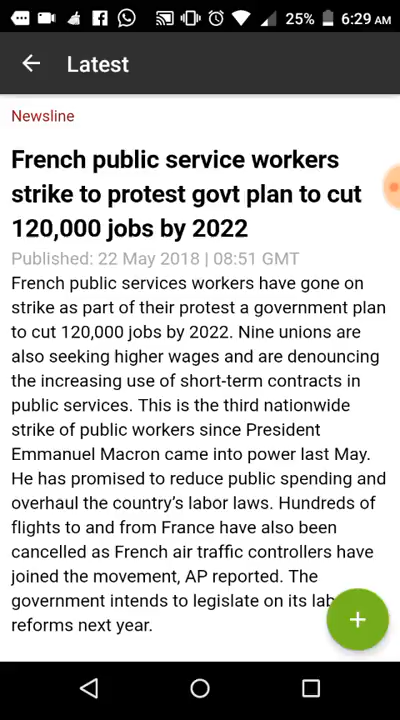 25% 6:29 AM
Latest
Newsline
French public service workers
strike to protest govt plan to cut
120,000 jobs by 2022
Published: 22 May 2018 | 08:51 GMT
French public services workers have gone on
strike as part of their protest a government plan
to cut 120,000 jobs by 2022. Nine unions are
also seeking higher wages and are denouncing
the increasing use of short-term contracts in
public services. This is the third nationwide
strike of public workers since President
Emmanuel Macron came into power last May.
He has promised to reduce public spending and
overhaul the country’s labor laws. Hundreds of
flights to and from France have also been
cancelled as French air traffic controllers have
joined the movement, AP reported. The
government intends to legislate on its
reforms next year.